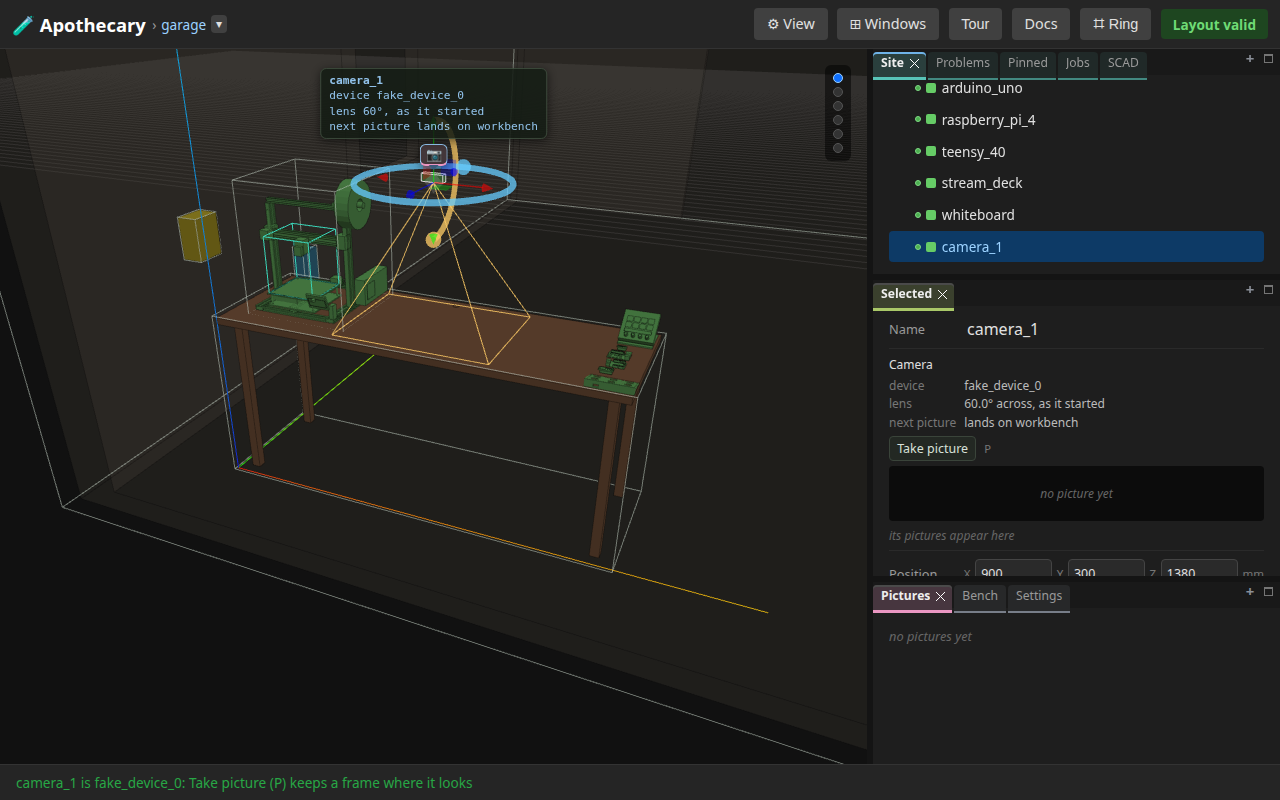 Apothecary › garage ▾
⚙ View
⊞ Windows
Tour
Docs
Ring
Layout valid
camera_1
device fake_device_0
lens 60°, as it started
next picture lands on workbench
Site
Problems
Pinned
Jobs
SCAD
arduino_uno
raspberry_pi_4
teensy_40
stream_deck
whiteboard
camera_1
Selected
Name camera_1
Camera
device fake_device_0
lens 60.0° across, as it started
next picture lands on workbench
Take picture P
no picture yet
its pictures appear here
Position X 900 Y 300 Z 1380 mm
Pictures
Bench
Settings
no pictures yet
camera_1 is fake_device_0: Take picture (P) keeps a frame where it looks